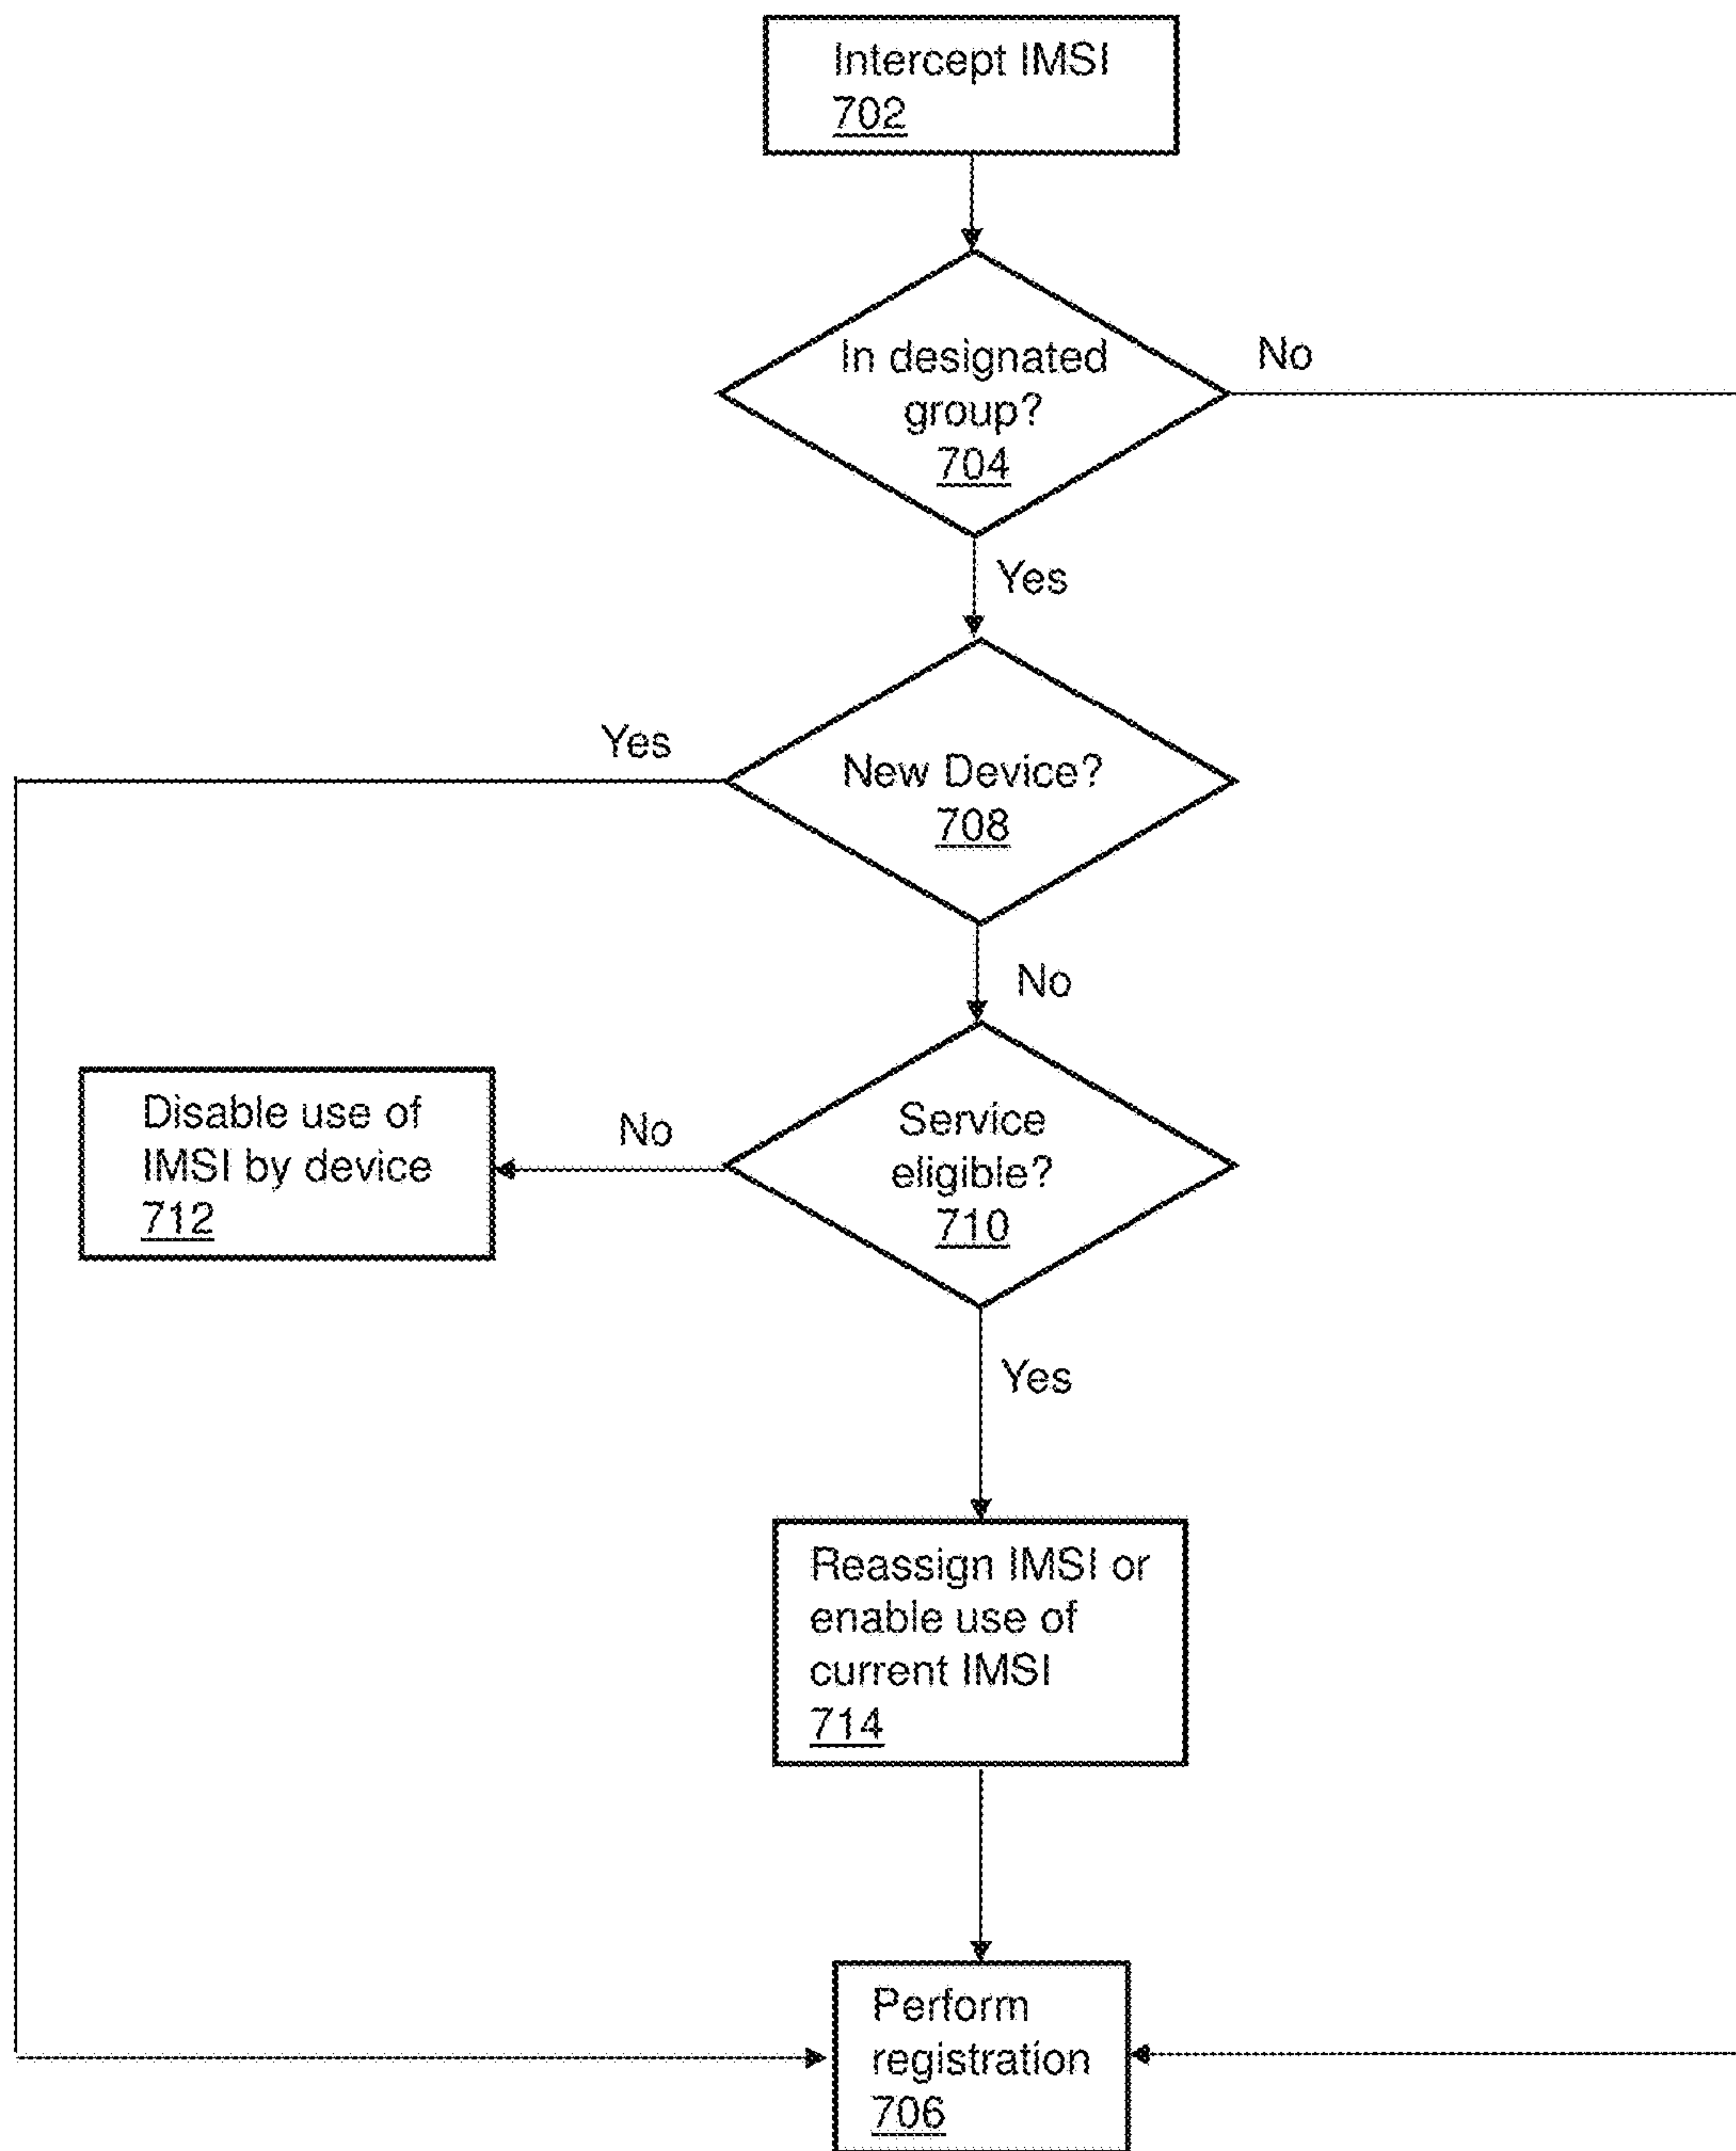 Intercept IMSI
702
In designated
group?
704
No
Yes
Yes
New Device?
708
No
Disable use of
IMSI by device
712
No
Service
eligible?
710
Yes
Reassign IMSI or
enable use of
current IMSI
714
Perform
registration
706